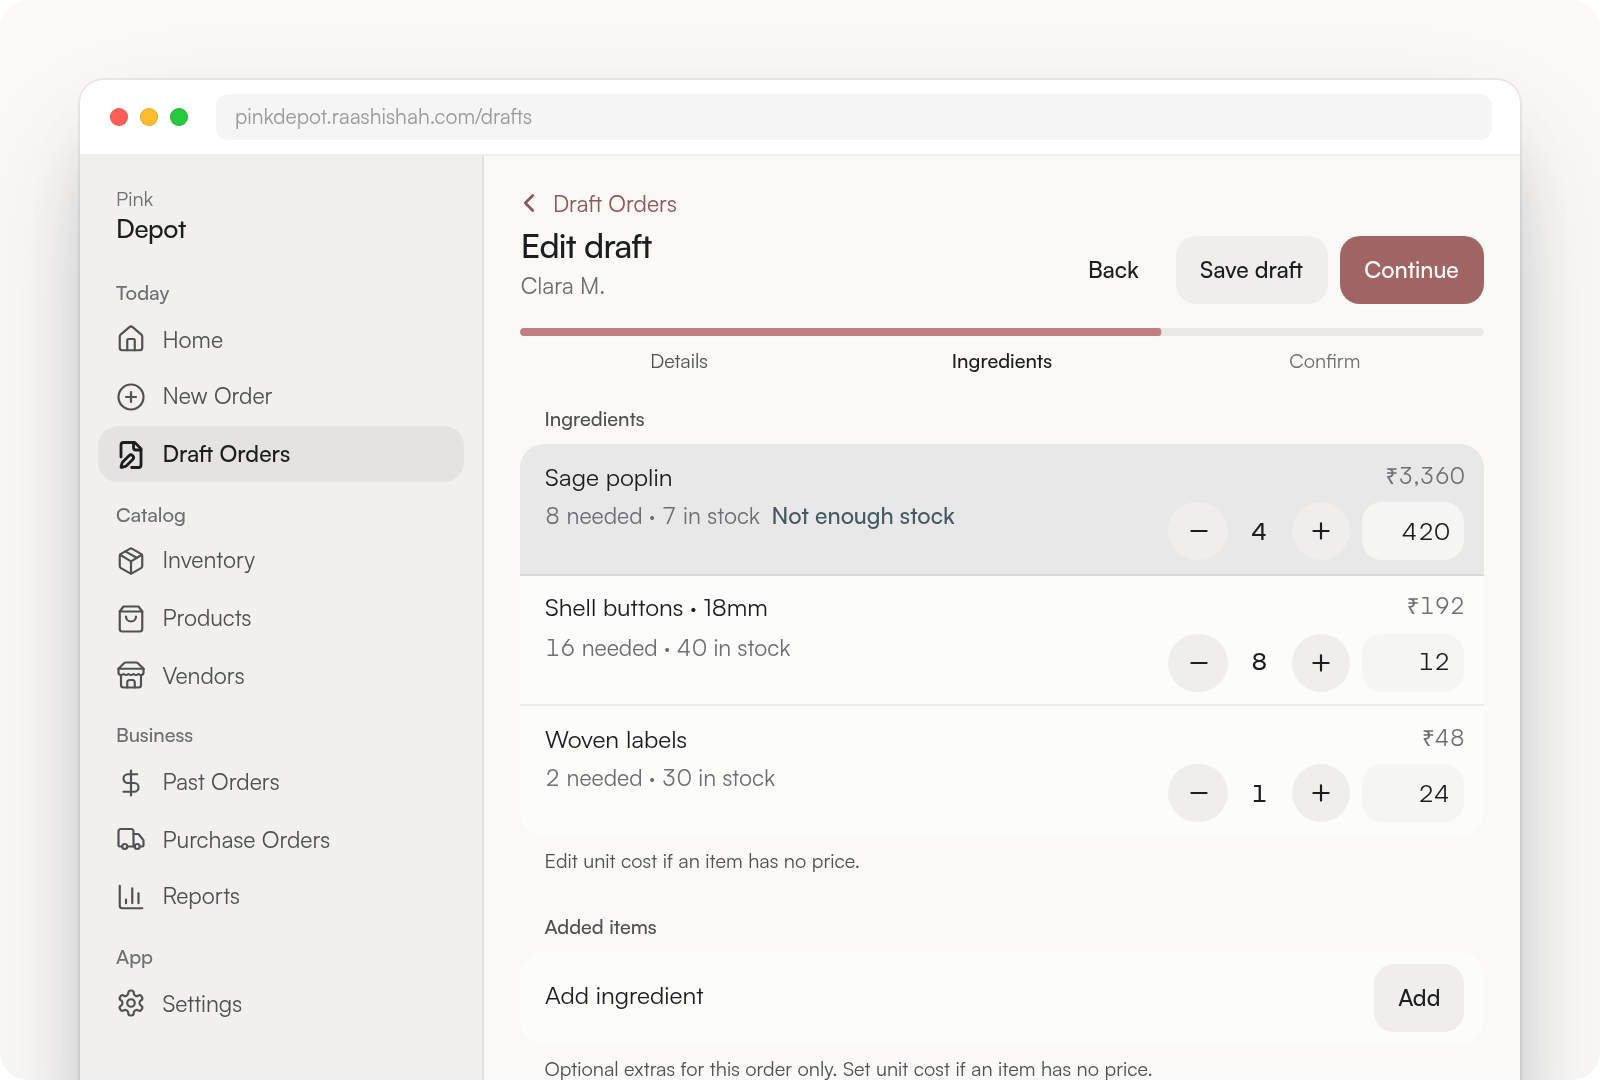 pinkdepot.raashishah.com/drafts
Pink
Depot
Today
Home
New Order
Draft Orders
Catalog
Inventory
Products
Vendors
Business
Past Orders
Purchase Orders
Reports
App
Settings
Draft Orders
Edit draft
Clara M.
Back
Save draft
Continue
Details
Ingredients
Confirm
Ingredients
Sage poplin
₹3,360
8 needed · 7 in stock Not enough stock
− 4 + 420
Shell buttons · 18mm
₹192
16 needed · 40 in stock
− 8 + 12
Woven labels
₹48
2 needed · 30 in stock
− 1 + 24
Edit unit cost if an item has no price.
Added items
Add ingredient
Add
Optional extras for this order only. Set unit cost if an item has no price.